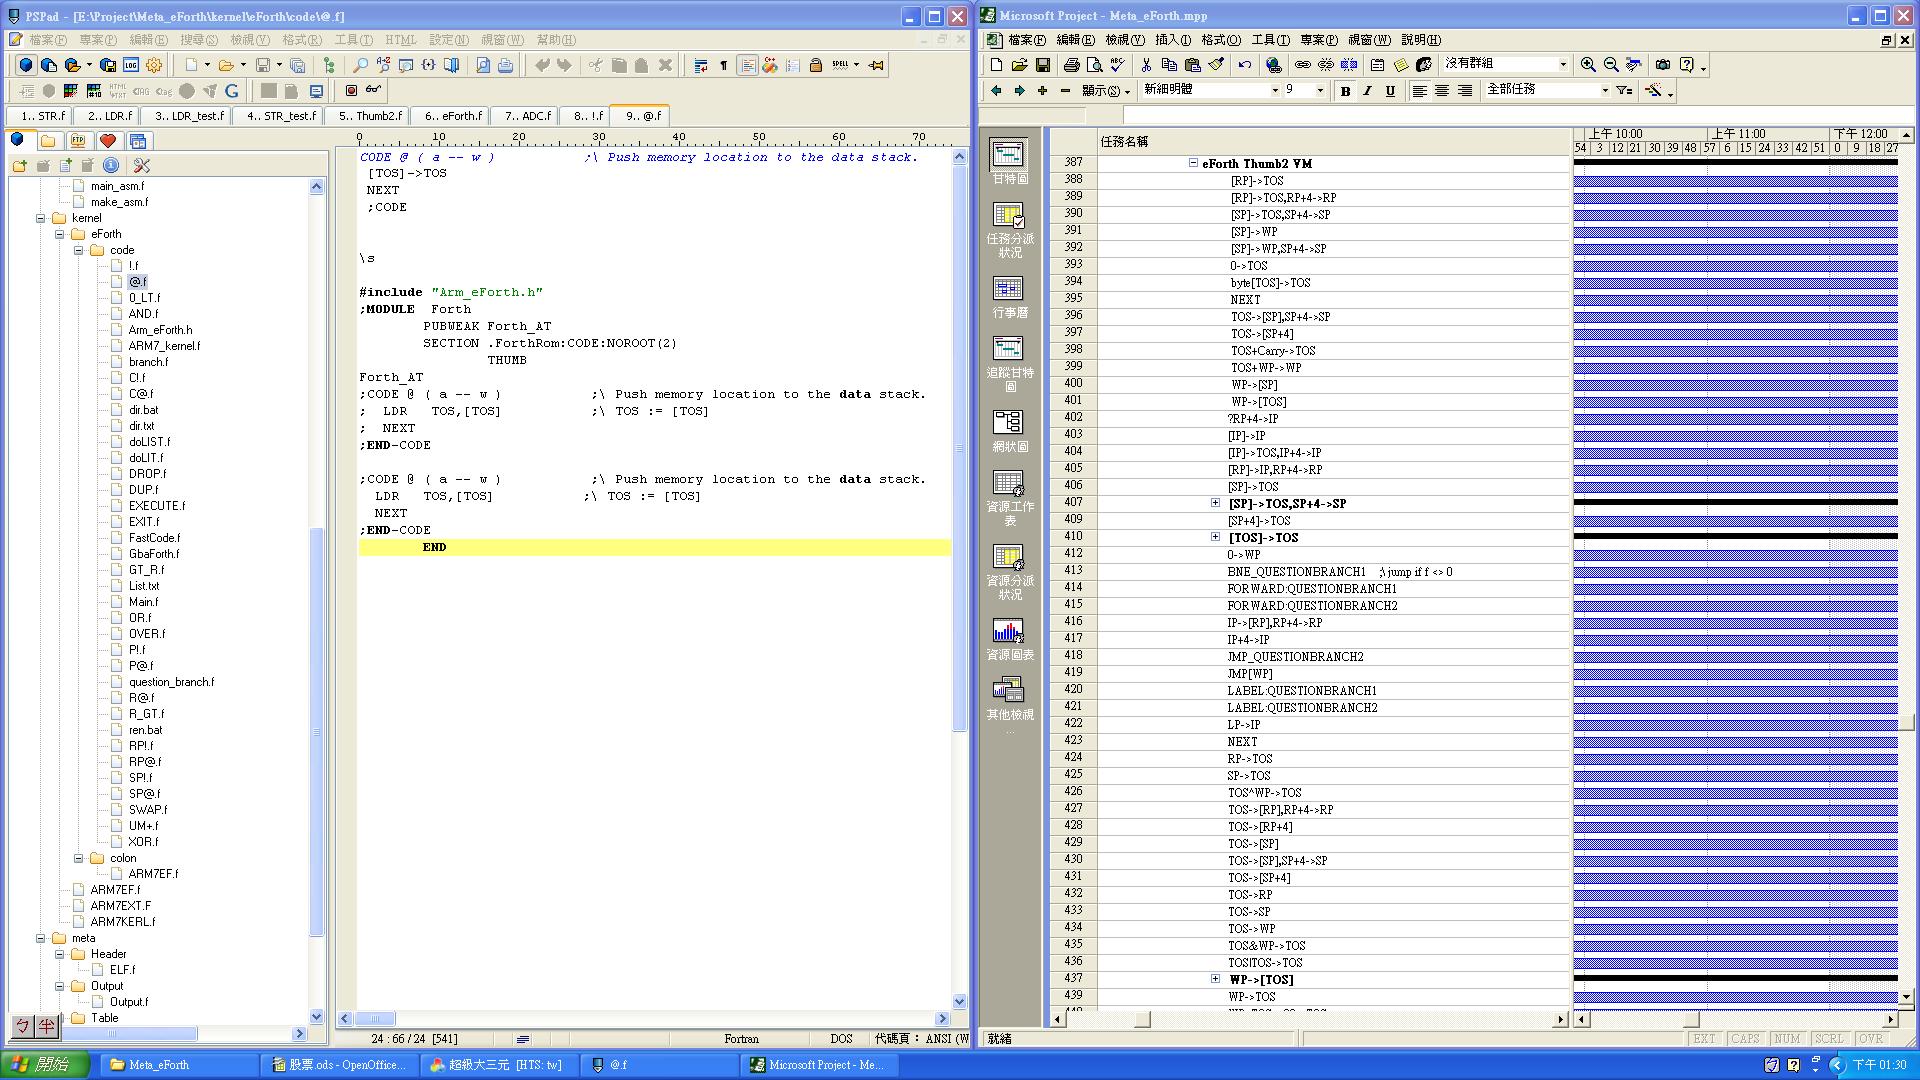 PSPad - [E:\Project\Meta_eForth\kernel\eForth\code\@.f]
檔案(F) 專案(P) 編輯(E) 搜尋(S) 檢視(V) 格式(R) 工具(T) HTML 設定(N) 視窗(W) 幫助(H)
1.. STR.f 2.. LDR.f 3.. LDR_test.f 4.. STR_test.f 5.. Thumb2.f 6.. eForth.f 7.. ADC.f 8.. !.f 9.. @.f
main_asm.f
make_asm.f
kernel
eForth
code
!.f
@.f
0_LT.f
AND.f
Arm_eForth.h
ARM7_kernel.f
branch.f
C!.f
C@.f
dir.bat
dir.txt
doLIST.f
doLIT.f
DROP.f
DUP.f
EXECUTE.f
EXIT.f
FastCode.f
GbaForth.f
GT_R.f
List.txt
Main.f
OR.f
OVER.f
P!.f
P@.f
question_branch.f
R@.f
R_GT.f
ren.bat
RP!.f
RP@.f
SP!.f
SP@.f
SWAP.f
UM+.f
XOR.f
colon
ARM7EF.f
ARM7EF.f
ARM7EXT.F
ARM7KERL.f
meta
Header
ELF.f
Output
Output.f
Table
0 10 20 30 40 50 60 70
CODE @ ( a -- w ) ;\ Push memory location to the data stack.
[TOS]->TOS
NEXT
;CODE
\s
#include "Arm_eForth.h"
;MODULE Forth
PUBWEAK Forth_AT
SECTION .ForthRom:CODE:NOROOT(2)
THUMB
Forth_AT
;CODE @ ( a -- w ) ;\ Push memory location to the data stack.
; LDR TOS,[TOS] ;\ TOS := [TOS]
; NEXT
;END-CODE
;CODE @ ( a -- w ) ;\ Push memory location to the data stack.
LDR TOS,[TOS] ;\ TOS := [TOS]
NEXT
;END-CODE
END
24 : 66 / 24 [541] Fortran DOS 代碼頁： ANSI (W
Microsoft Project - Meta_eForth.mpp
檔案(F) 編輯(E) 檢視(V) 插入(I) 格式(O) 工具(T) 專案(P) 視窗(W) 說明(H)
沒有群組
顯示(S) 新細明體 9 B I U 全部任務
甘特圖
任務分派狀況
行事曆
追蹤甘特圖
網狀圖
資源工作表
資源分派狀況
資源圖表
其他檢視...
任務名稱
上午 10:00 上午 11:00 下午 12:00
54 3 12 21 30 39 48 57 6 15 24 33 42 51 0 9 18 27
387 eForth Thumb2 VM
388 [RP]->TOS
389 [RP]->TOS,RP+4->RP
390 [SP]->TOS,SP+4->SP
391 [SP]->WP
392 [SP]->WP,SP+4->SP
393 0->TOS
394 byte[TOS]->TOS
395 NEXT
396 TOS->[SP],SP+4->SP
397 TOS->[SP+4]
398 TOS+Carry->TOS
399 TOS+WP->WP
400 WP->[SP]
401 WP->[TOS]
402 ?RP+4->IP
403 [IP]->IP
404 [IP]->TOS,IP+4->IP
405 [RP]->IP,RP+4->RP
406 [SP]->TOS
407 [SP]->TOS,SP+4->SP
409 [SP+4]->TOS
410 [TOS]->TOS
412 0->WP
413 BNE_QUESTIONBRANCH1 ;\ jump if f <> 0
414 FORWARD:QUESTIONBRANCH1
415 FORWARD:QUESTIONBRANCH2
416 IP->[RP],RP+4->RP
417 IP+4->IP
418 JMP_QUESTIONBRANCH2
419 JMP[WP]
420 LABEL:QUESTIONBRANCH1
421 LABEL:QUESTIONBRANCH2
422 LP->IP
423 NEXT
424 RP->TOS
425 SP->TOS
426 TOS^WP->TOS
427 TOS->[RP],RP+4->RP
428 TOS->[RP+4]
429 TOS->[SP]
430 TOS->[SP],SP+4->SP
431 TOS->[SP+4]
432 TOS->RP
433 TOS->SP
434 TOS->WP
435 TOS&WP->TOS
436 TOS|TOS->TOS
437 WP->[TOS]
439 WP->TOS
就緒 EXT CAPS NUM SCRL OVR
ㄅ 半
開始 Meta_eForth 股票.ods - OpenOffice... 超級大三元 [HTS: tw] @.f Microsoft Project - Me... 下午 01:30